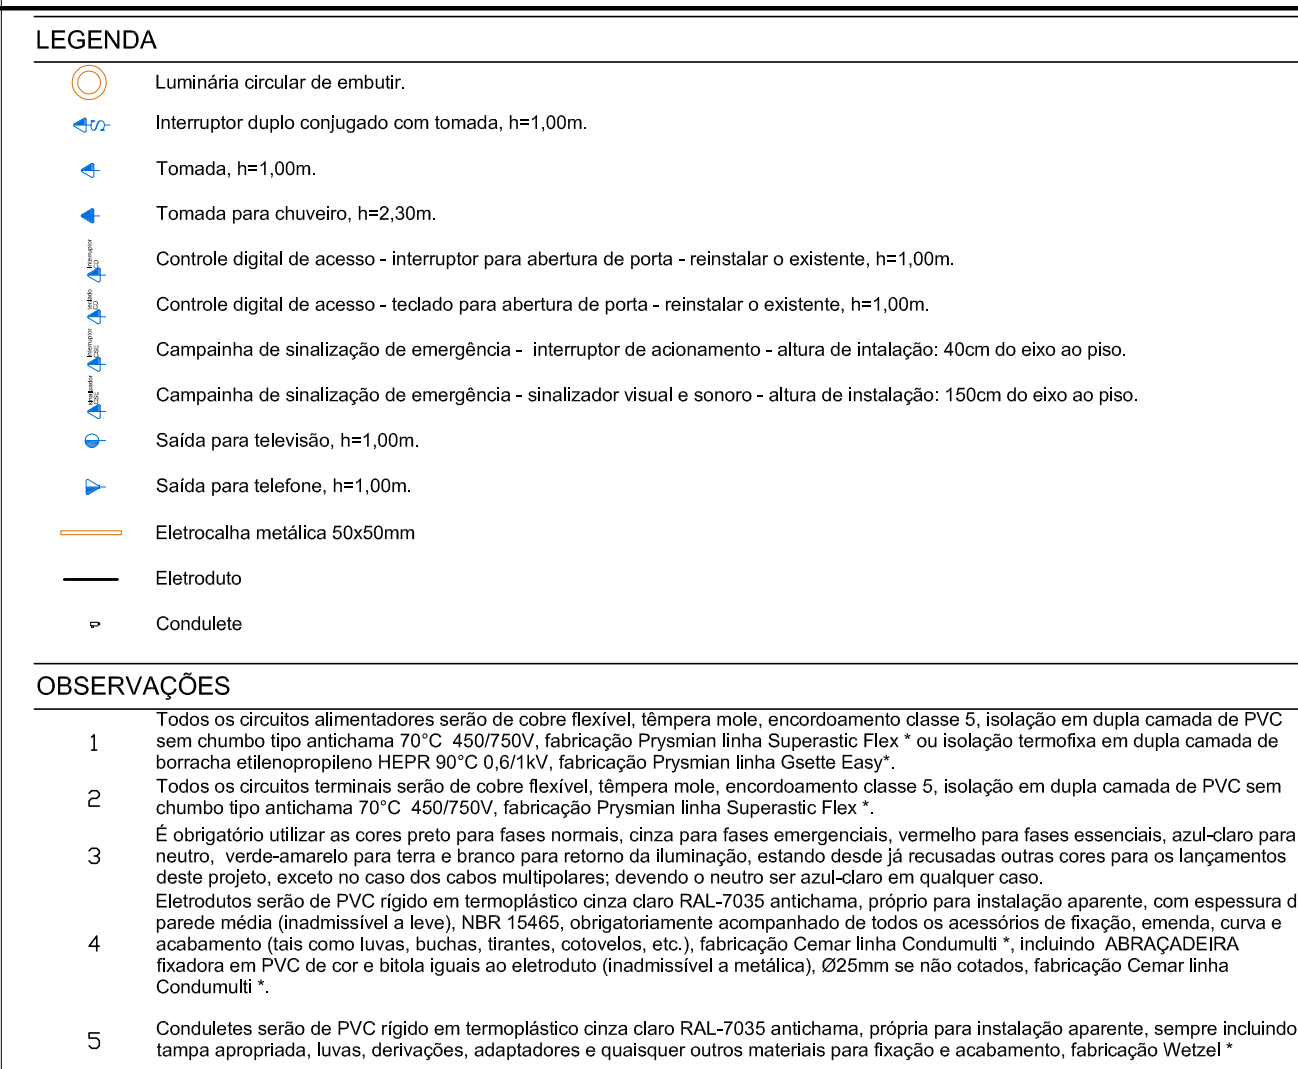 LEGENDA
Luminária circular de embutir.
Interruptor duplo conjugado com tomada, h=1,00m.
Tomada, h=1,00m.
Tomada para chuveiro, h=2,30m.
Interruptor
CD
Controle digital de acesso - interruptor para abertura de porta - reinstalar o existente, h=1,00m.
teclado
CD
Controle digital de acesso - teclado para abertura de porta - reinstalar o existente, h=1,00m.
Interruptor
CSE
Campainha de sinalização de emergência - interruptor de acionamento - altura de intalação: 40cm do eixo ao piso.
sinalizador
CSE
Campainha de sinalização de emergência - sinalizador visual e sonoro - altura de instalação: 150cm do eixo ao piso.
Saída para televisão, h=1,00m.
Saída para telefone, h=1,00m.
Eletrocalha metálica 50x50mm
Eletroduto
Condulete
OBSERVAÇÕES
1
Todos os circuitos alimentadores serão de cobre flexível, têmpera mole, encordoamento classe 5, isolação em dupla camada de PVC
sem chumbo tipo antichama 70°C 450/750V, fabricação Prysmian linha Superastic Flex * ou isolação termofixa em dupla camada de
borracha etilenopropileno HEPR 90°C 0,6/1kV, fabricação Prysmian linha Gsette Easy*.
2
Todos os circuitos terminais serão de cobre flexível, têmpera mole, encordoamento classe 5, isolação em dupla camada de PVC sem
chumbo tipo antichama 70°C 450/750V, fabricação Prysmian linha Superastic Flex *.
3
É obrigatório utilizar as cores preto para fases normais, cinza para fases emergenciais, vermelho para fases essenciais, azul-claro para
neutro, verde-amarelo para terra e branco para retorno da iluminação, estando desde já recusadas outras cores para os lançamentos
deste projeto, exceto no caso dos cabos multipolares; devendo o neutro ser azul-claro em qualquer caso.
4
Eletrodutos serão de PVC rígido em termoplástico cinza claro RAL-7035 antichama, próprio para instalação aparente, com espessura d
parede média (inadmissível a leve), NBR 15465, obrigatoriamente acompanhado de todos os acessórios de fixação, emenda, curva e
acabamento (tais como luvas, buchas, tirantes, cotovelos, etc.), fabricação Cemar linha Condumulti *, incluindo ABRAÇADEIRA
fixadora em PVC de cor e bitola iguais ao eletroduto (inadmissível a metálica), Ø25mm se não cotados, fabricação Cemar linha
Condumulti *.
5
Conduletes serão de PVC rígido em termoplástico cinza claro RAL-7035 antichama, própria para instalação aparente, sempre incluindo
tampa apropriada, luvas, derivações, adaptadores e quaisquer outros materiais para fixação e acabamento, fabricação Wetzel *